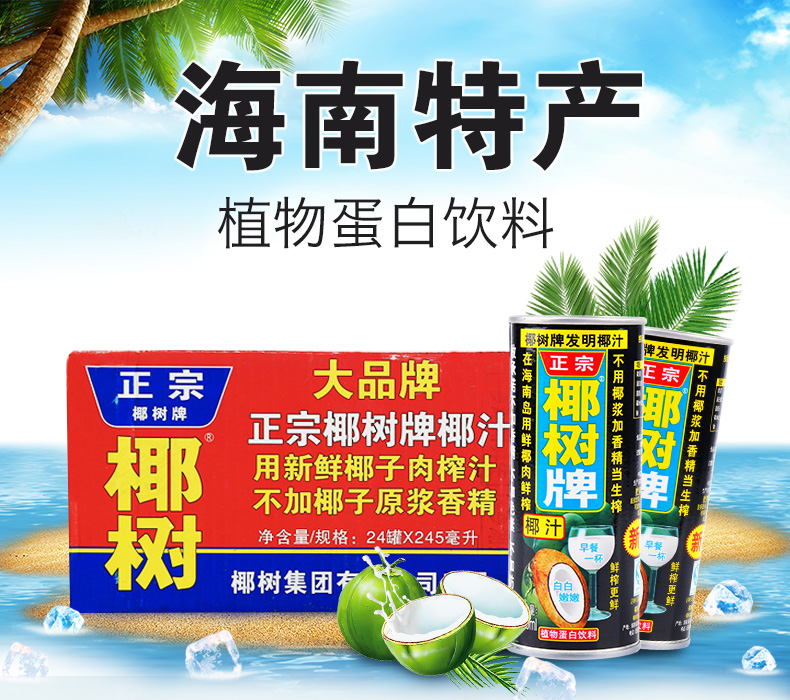 海南特产
植物蛋白饮料
正宗
椰树牌
椰树®
大品牌
正宗椰树牌椰汁
用新鲜椰子肉榨汁
不加椰子原浆香精
净含量/规格：24罐X245毫升
椰树集团有
司
椰树牌发明椰汁
正宗
椰树牌
在海南岛用鲜椰肉鲜榨
不用椰浆加香精当生榨
椰汁
早餐
一杯
白白
嫩嫩
鲜榨更鲜
植物蛋白饮料
牌发明椰汁
正宗
椰树牌
不用椰浆加香精当生榨
新
早餐
一杯
鲜榨更鲜
料